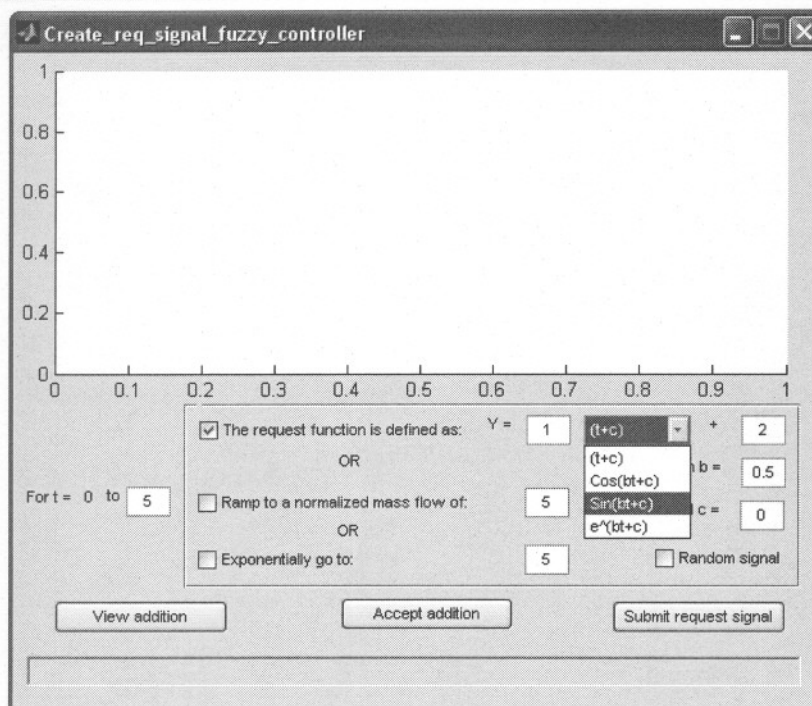 Create_req_signal_fuzzy_controller
1
0.8
0.6
0.4
0.2
0
0 0.1 0.2 0.3 0.4 0.5 0.6 0.7 0.8 0.9 1
The request function is defined as: Y = 1 (t+c) + 2
(t+c)
OR
Cos(bt+c)
b = 0.5
For t = 0 to 5
Ramp to a normalized mass flow of: 5
Sin(bt+c)
c = 0
OR
e^(bt+c)
Exponentially go to: 5
Random signal
View addition
Accept addition
Submit request signal